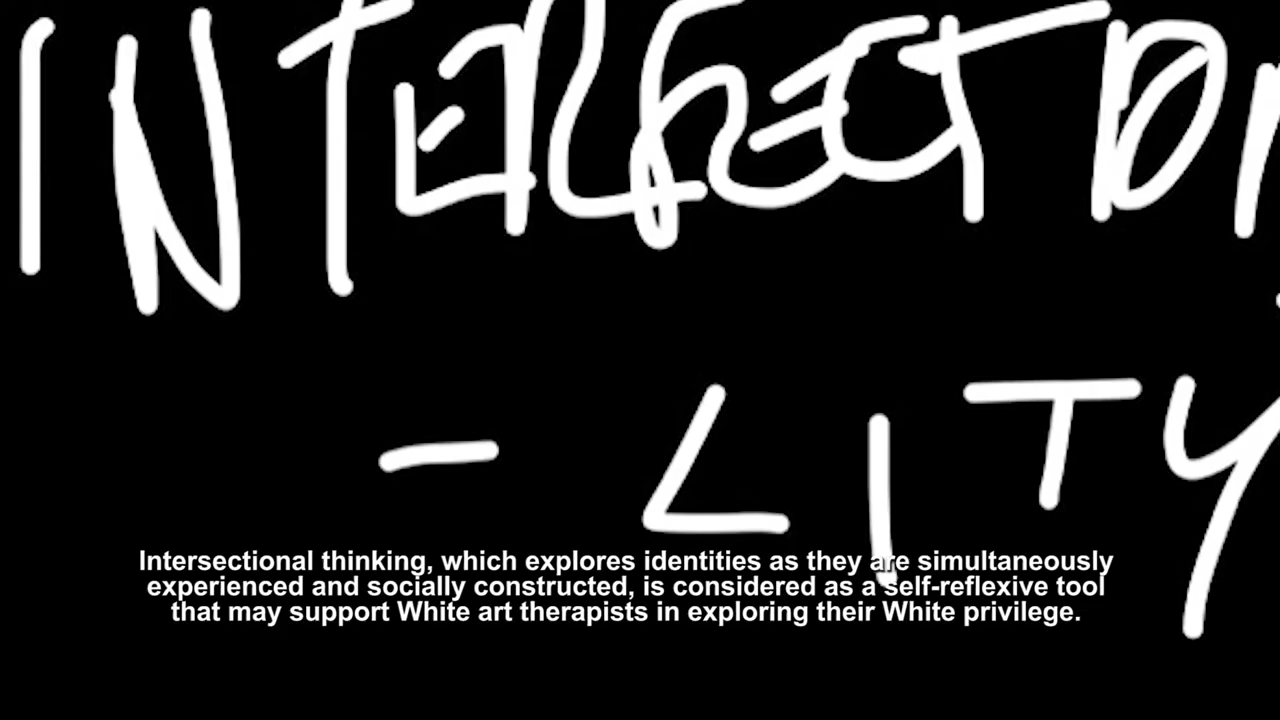 INTERSECTIO
- LITY
Intersectional thinking, which explores identities as they are simultaneously
experienced and socially constructed, is considered as a self-reflexive tool
that may support White art therapists in exploring their White privilege.